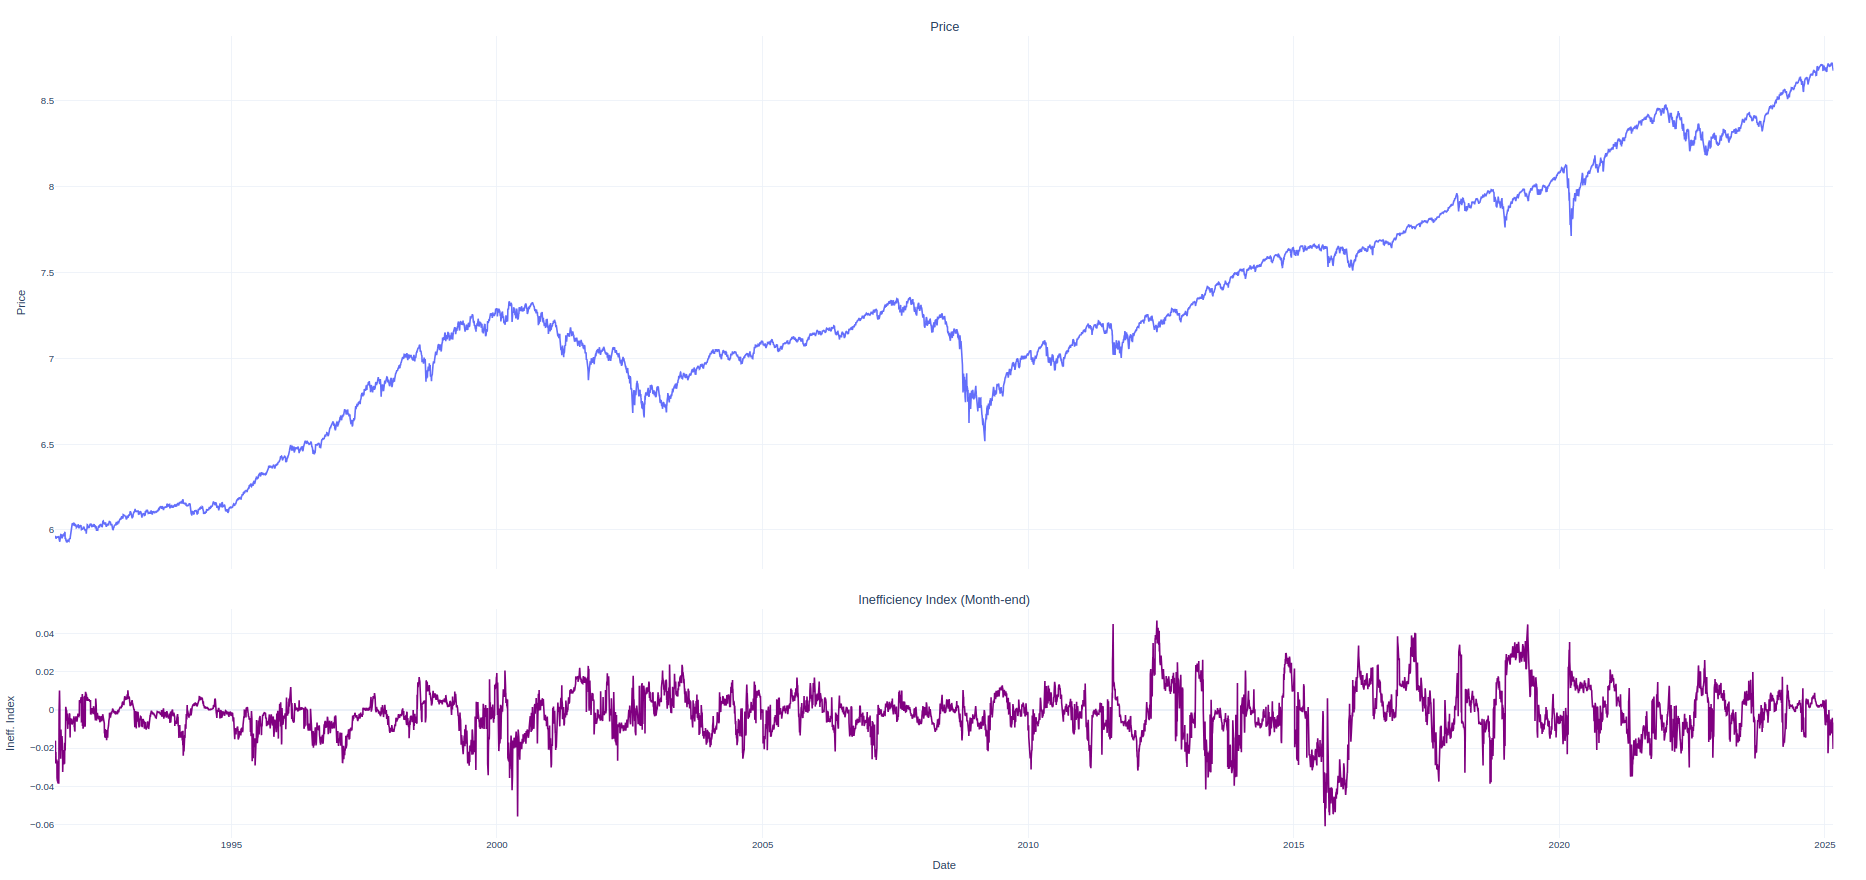 Price
8.5
8
7.5
7
6.5
6
Price
Inefficiency Index (Month-end)
0.04
0.02
0
−0.02
−0.04
−0.06
Ineff. Index
1995 2000 2005 2010 2015 2020 2025
Date